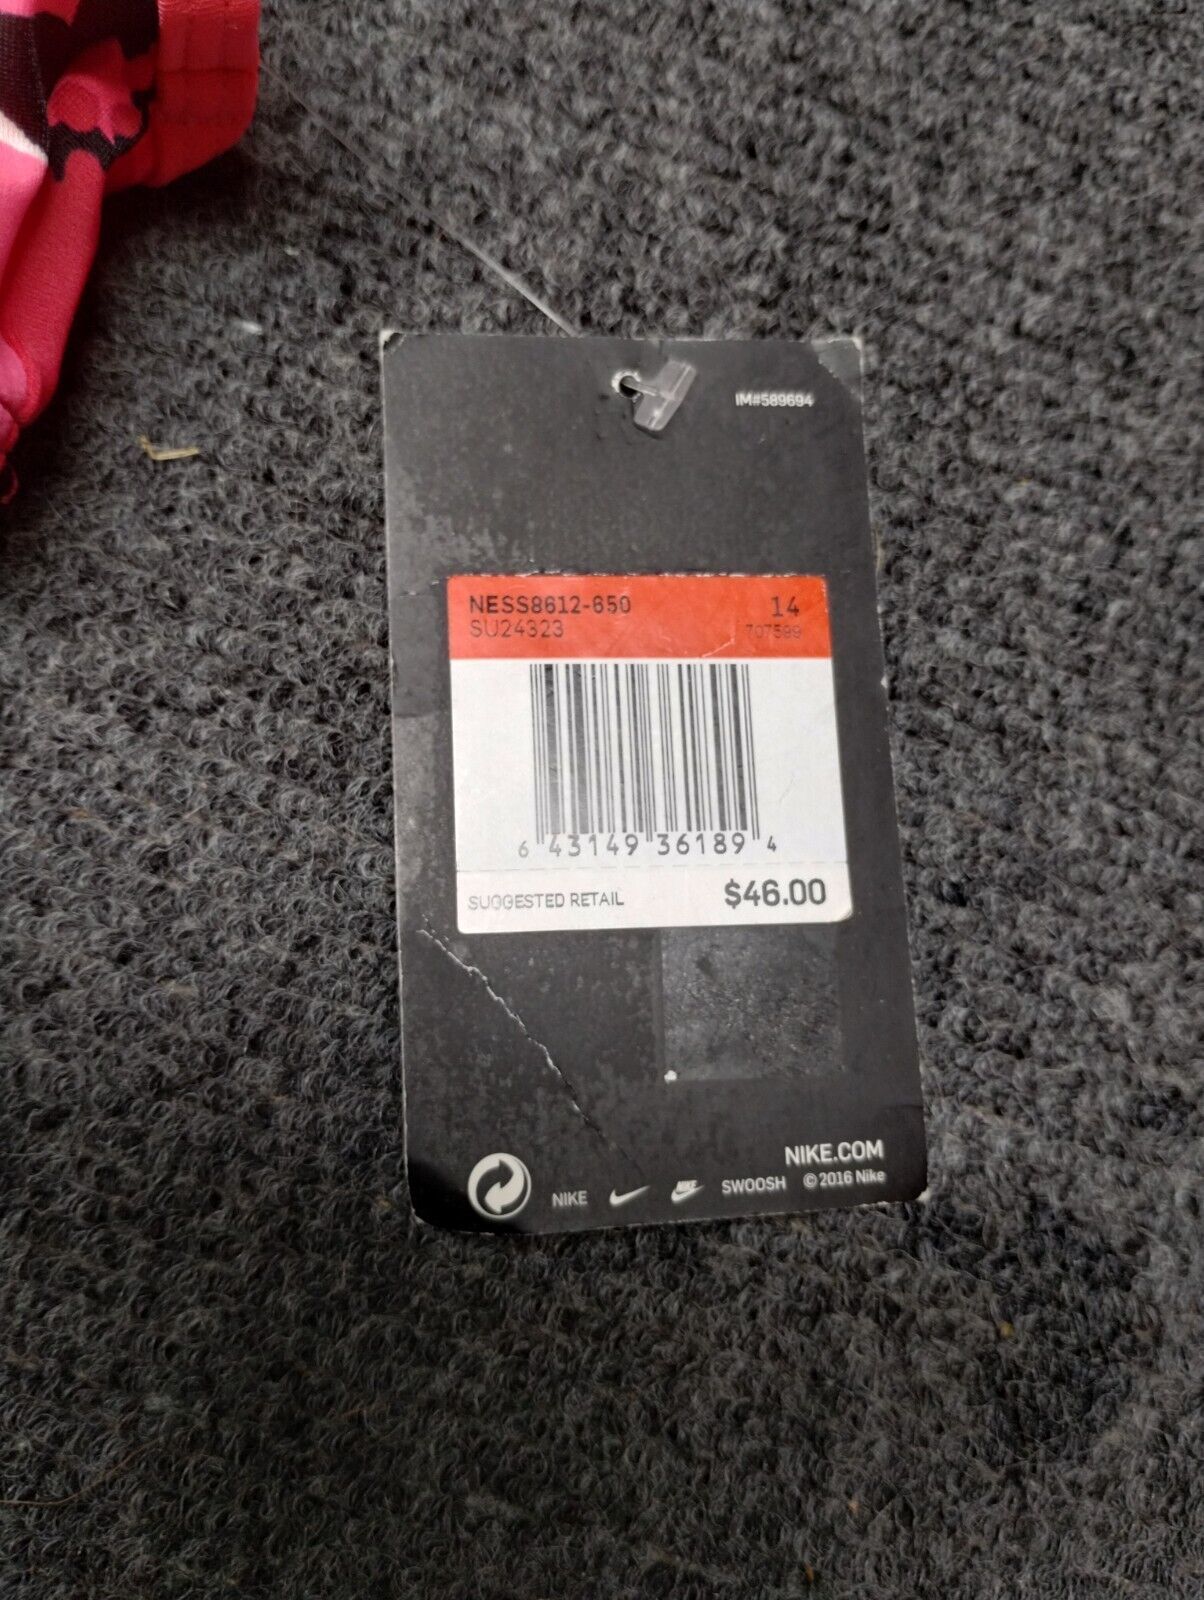 IM#589694
NESS8612-650 14
SU24323 707599
6 43149 36189 4
SUGGESTED RETAIL $46.00
NIKE.COM
NIKE NIKE SWOOSH © 2016 Nike